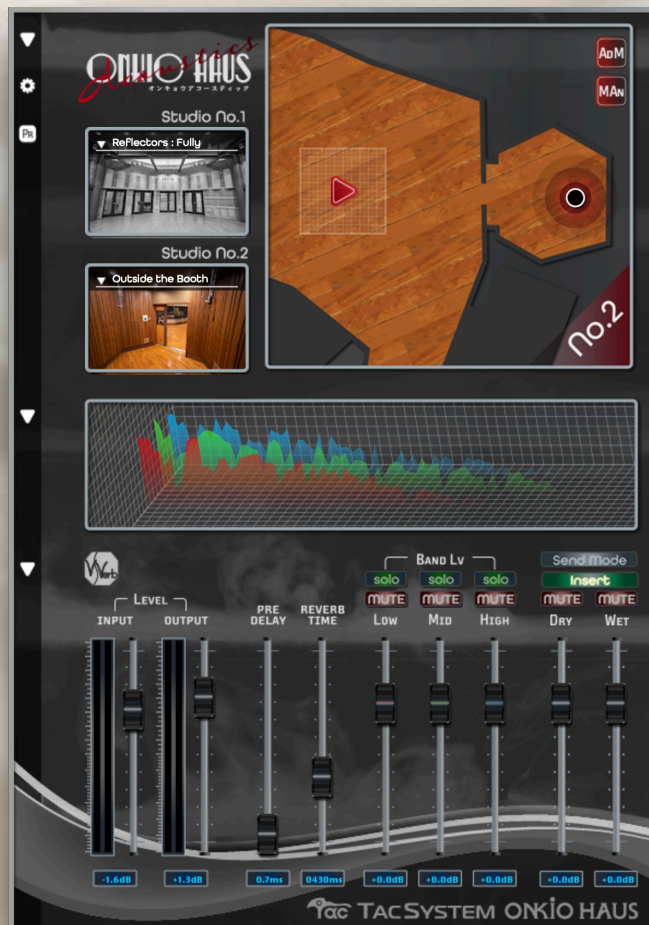 ONKIO HAUS
Acoustics
オンキョウアコースティック
Studio No.1
Reflectors : Fully
Studio No.2
Outside the Booth
ADM
MAN
No.2
PR
VSVerb
LEVEL
INPUT
OUTPUT
PRE DELAY
REVERB TIME
BAND LV
solo
solo
solo
MUTE
MUTE
MUTE
LOW
MID
HIGH
Send Mode
Insert
MUTE
MUTE
DRY
WET
-1.6dB
+1.3dB
0.7ms
0430ms
+0.0dB
+0.0dB
+0.0dB
+0.0dB
+0.0dB
Tac TACSYSTEM ONKIO HAUS